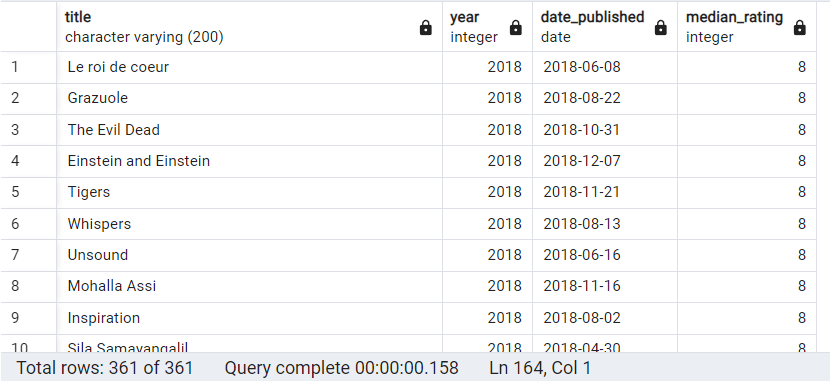 title year date_published median_rating
character varying (200) integer date integer
1 Le roi de coeur 2018 2018-06-08 8
2 Grazuole 2018 2018-08-22 8
3 The Evil Dead 2018 2018-10-31 8
4 Einstein and Einstein 2018 2018-12-07 8
5 Tigers 2018 2018-11-21 8
6 Whispers 2018 2018-08-13 8
7 Unsound 2018 2018-06-16 8
8 Mohalla Assi 2018 2018-11-16 8
9 Inspiration 2018 2018-08-02 8
10 Sila Samayangalil 2018 2018-04-30 8
Total rows: 361 of 361 Query complete 00:00:00.158 Ln 164, Col 1